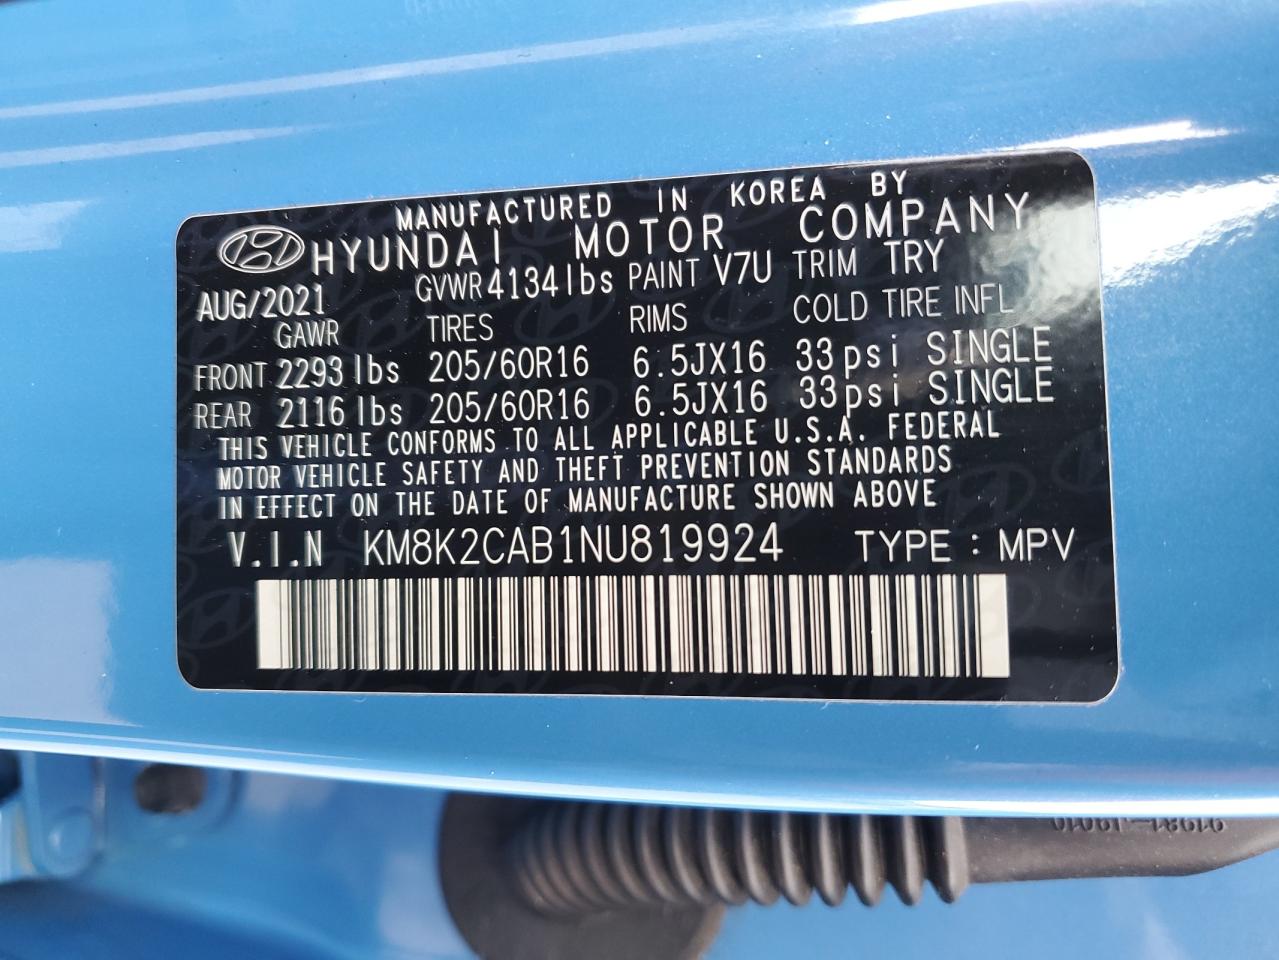 MANUFACTURED IN KOREA BY
HYUNDAI MOTOR COMPANY
AUG/2021 GVWR 4134lbs PAINT V7U TRIM TRY
GAWR TIRES RIMS COLD TIRE INFL
FRONT 2293 lbs 205/60R16 6.5JX16 33psi SINGLE
REAR 2116 lbs 205/60R16 6.5JX16 33psi SINGLE
THIS VEHICLE CONFORMS TO ALL APPLICABLE U.S.A. FEDERAL
MOTOR VEHICLE SAFETY AND THEFT PREVENTION STANDARDS
IN EFFECT ON THE DATE OF MANUFACTURE SHOWN ABOVE
V.I.N KM8K2CAB1NU819924 TYPE : MPV